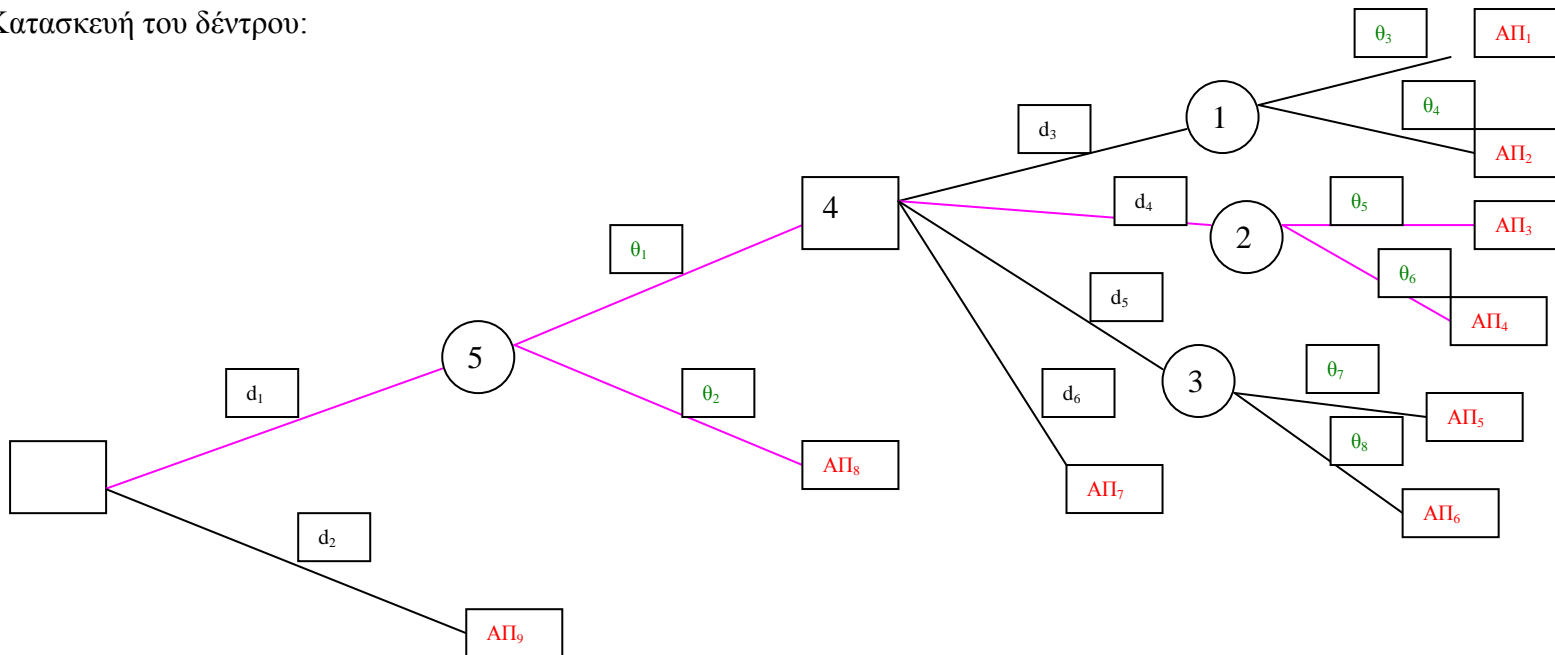 Κατασκευή του δέντρου:
θ₃
ΑΠ₁
θ₄
1
d₃
ΑΠ₂
4
d₄
θ₅
ΑΠ₃
2
θ₁
θ₆
d₅
ΑΠ₄
5
3
θ₇
d₁
θ₂
d₆
ΑΠ₅
θ₈
ΑΠ₈
ΑΠ₇
ΑΠ₆
d₂
ΑΠ₉